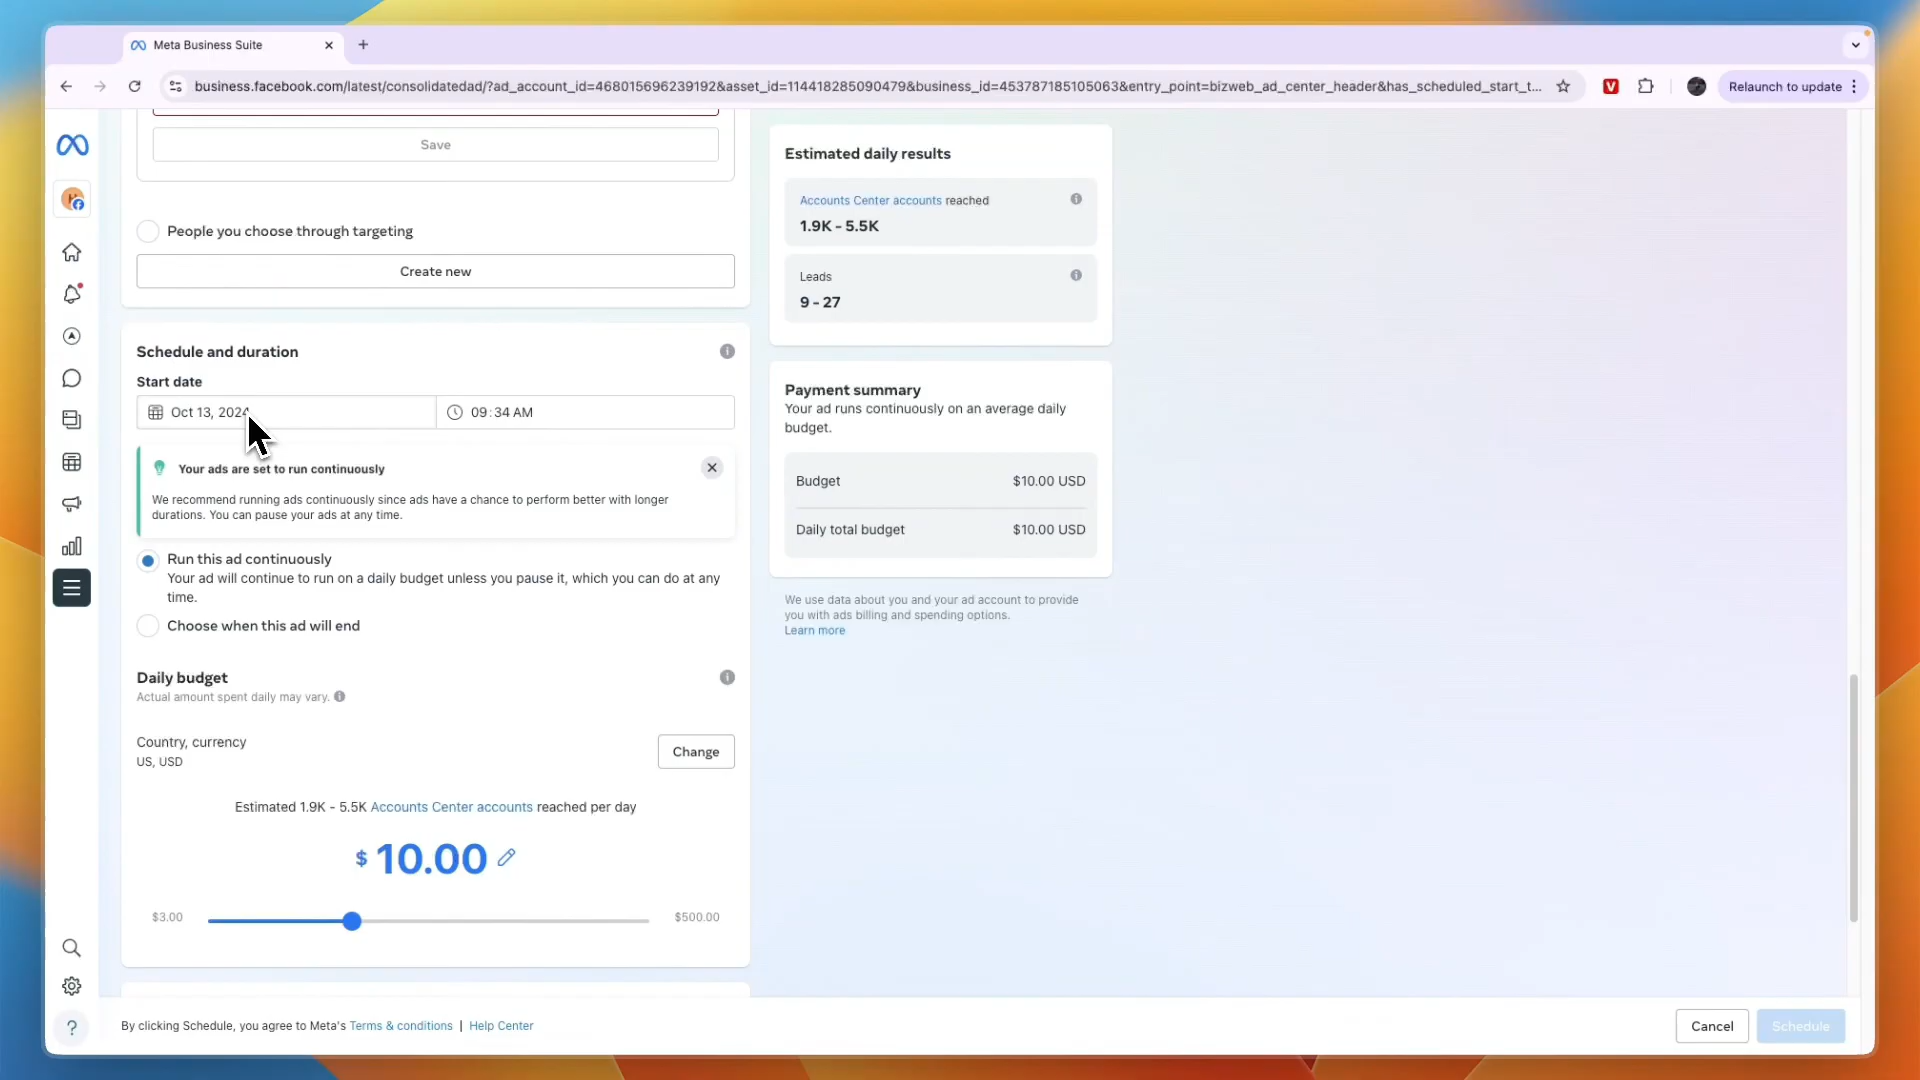 Meta Business Suite
business.facebook.com/latest/consolidatedad/?ad_account_id=468015696239192&asset_id=114418285090479&business_id=453787185105063&entry_point=bizweb_ad_center_header&has_scheduled_start_t...
Relaunch to update
Save
People you choose through targeting
Create new
Schedule and duration
Start date
Oct 13, 2024
09:34 AM
Your ads are set to run continuously
We recommend running ads continuously since ads have a chance to perform better with longer
durations. You can pause your ads at any time.
Run this ad continuously
Your ad will continue to run on a daily budget unless you pause it, which you can do at any
time.
Choose when this ad will end
Daily budget
Actual amount spent daily may vary.
Country, currency
US, USD
Change
Estimated 1.9K - 5.5K Accounts Center accounts reached per day
$ 10.00
$3.00
$500.00
Estimated daily results
Accounts Center accounts reached
1.9K - 5.5K
Leads
9 - 27
Payment summary
Your ad runs continuously on an average daily
budget.
Budget $10.00 USD
Daily total budget $10.00 USD
We use data about you and your ad account to provide
you with ads billing and spending options.
Learn more
By clicking Schedule, you agree to Meta's Terms & conditions | Help Center
Cancel
Schedule